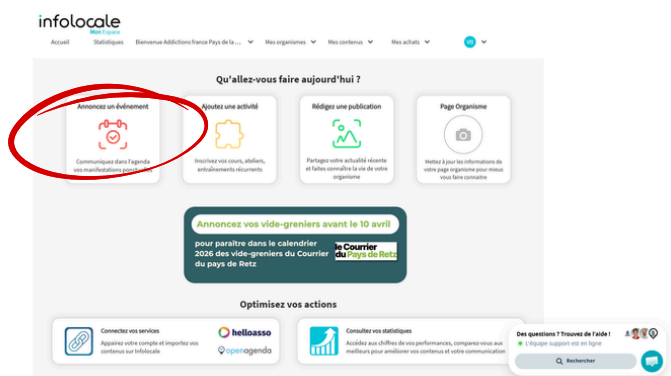 infolocale
Mon Espace
Accueil
Statistiques
Bienvenue Addictions france Pays de la ...
Mes organismes
Mes contenus
Mes achats
VS
Qu'allez-vous faire aujourd'hui ?
Annoncez un événement
Communiquez dans l'agenda
vos manifestations ponctuelles
Ajoutez une activité
Inscrivez vos cours, ateliers,
entraînements récurrents
Rédigez une publication
Partagez votre actualité récente
et faites connaître la vie de votre
organisme
Page Organisme
Mettez à jour les informations de
votre page organisme pour mieux
vous faire connaitre
Annoncez vos vide-greniers avant le 10 avril
pour paraître dans le calendrier
2026 des vide-greniers du Courrier
du pays de Retz
le Courrier
du Pays de Retz
Optimisez vos actions
Connectez vos services
Appairez votre compte et importez vos
contenus sur Infolocale
helloasso
openagenda
Consultez vos statistiques
Accédez aux chiffres de vos performances, comparez-vous aux
meilleurs pour améliorer vos contenus et votre communication
Des questions ? Trouvez de l'aide !
L'équipe support est en ligne
Rechercher